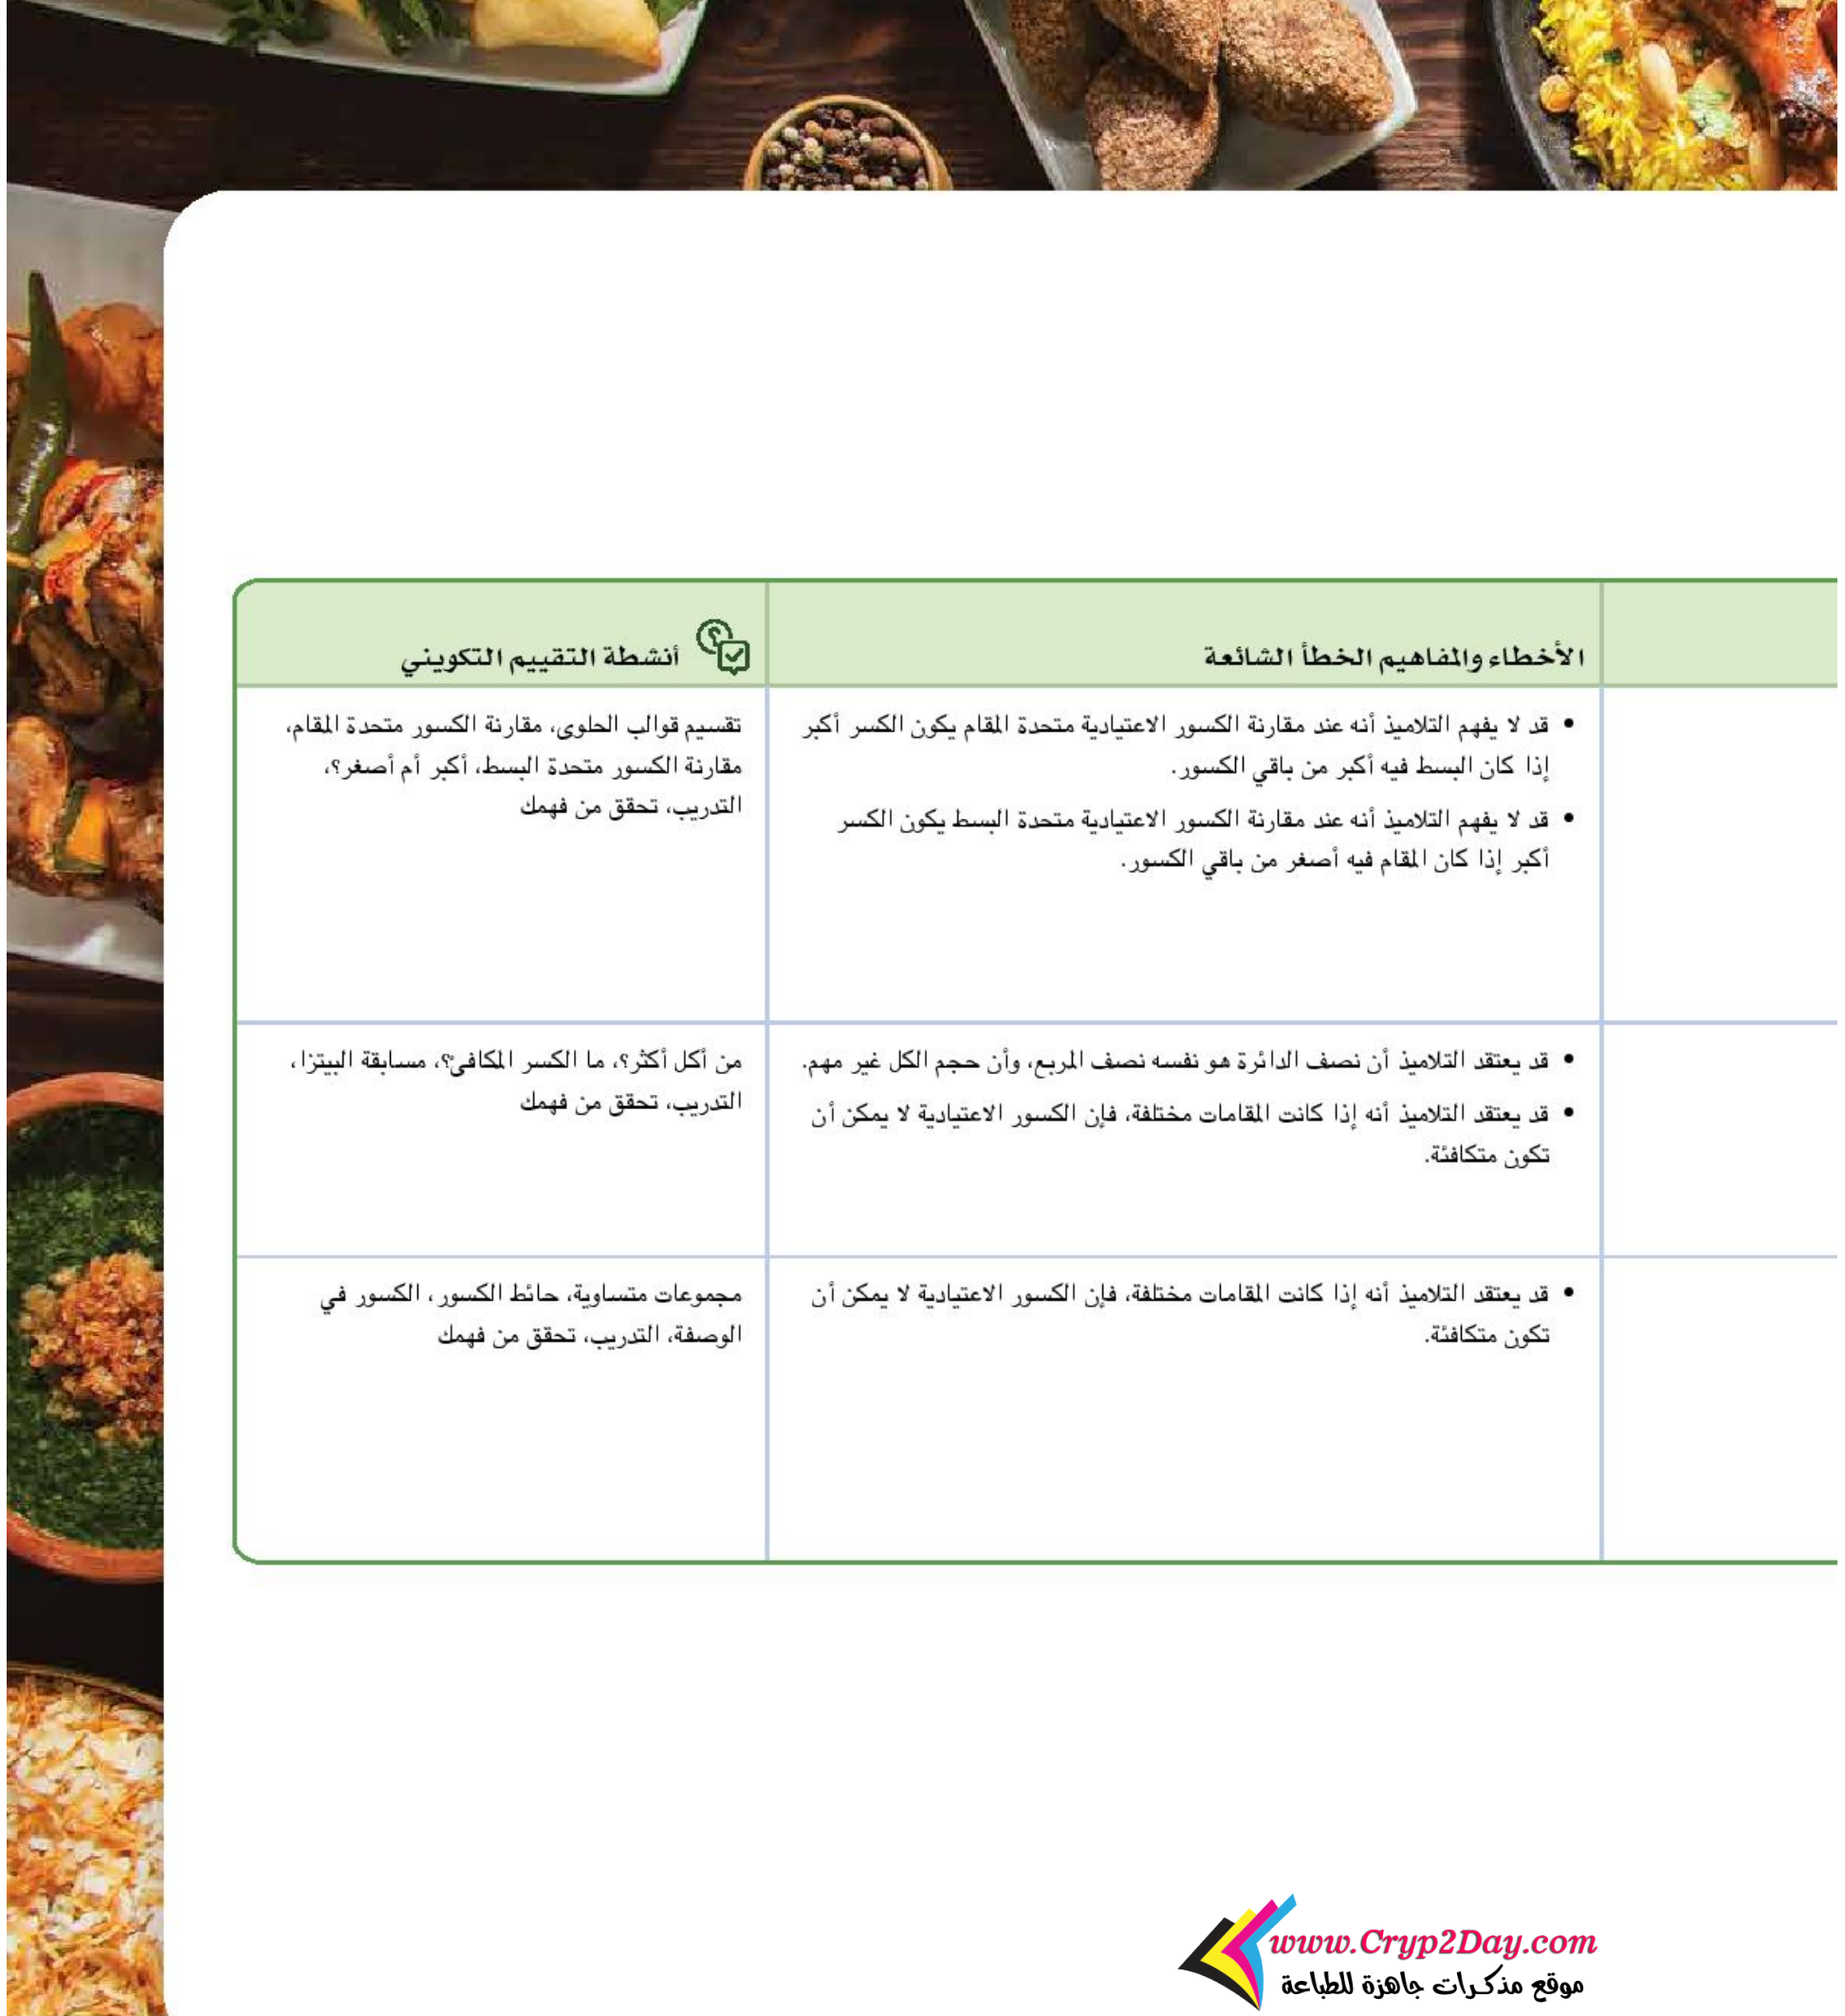 الأخطاء والمفاهيم الخطأ الشائعة
أنشطة التقييم التكويني
• قد لا يفهم التلاميذ أنه عند مقارنة الكسور الاعتيادية متحدة المقام يكون الكسر أكبر
إذا كان البسط فيه أكبر من باقي الكسور.
• قد لا يفهم التلاميذ أنه عند مقارنة الكسور الاعتيادية متحدة البسط يكون الكسر
أكبر إذا كان المقام فيه أصغر من باقي الكسور.
تقسيم قوالب الحلوى، مقارنة الكسور متحدة المقام،
مقارنة الكسور متحدة البسط، أكبر أم أصغر؟،
التدريب، تحقق من فهمك
• قد يعتقد التلاميذ أن نصف الدائرة هو نفسه نصف المربع، وأن حجم الكل غير مهم.
• قد يعتقد التلاميذ أنه إذا كانت المقامات مختلفة، فإن الكسور الاعتيادية لا يمكن أن
تكون متكافئة.
من أكل أكثر؟، ما الكسر المكافئ؟، مسابقة البيتزا،
التدريب، تحقق من فهمك
• قد يعتقد التلاميذ أنه إذا كانت المقامات مختلفة، فإن الكسور الاعتيادية لا يمكن أن
تكون متكافئة.
مجموعات متساوية، حائط الكسور، الكسور في
الوصفة، التدريب، تحقق من فهمك
www.Cryp2Day.com
موقع مذكرات جاهزة للطباعة